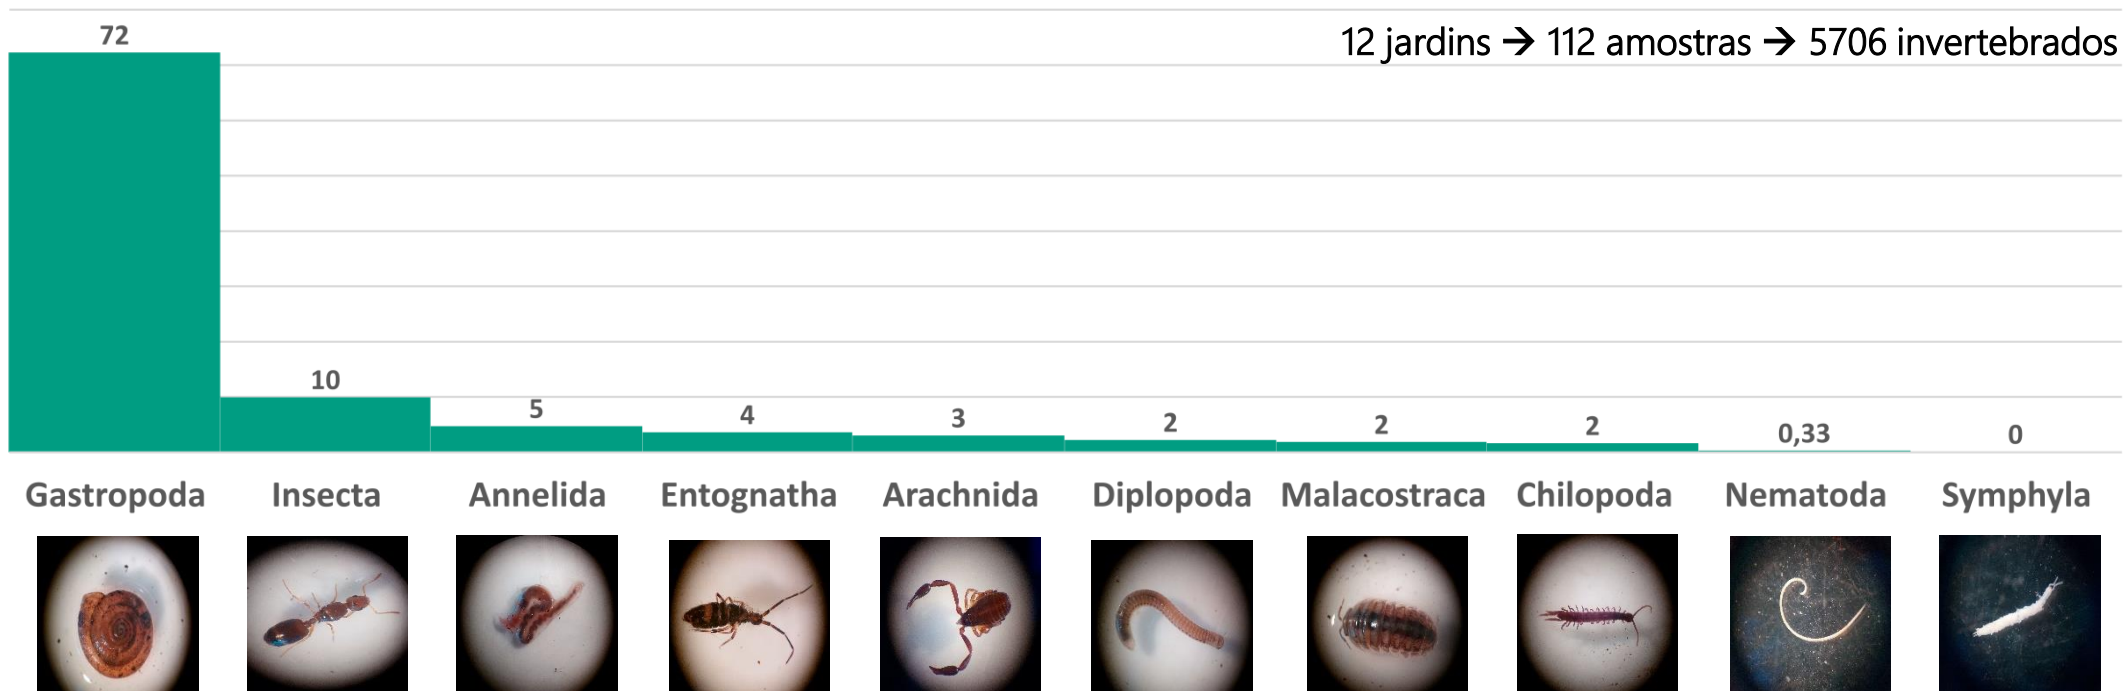 12 jardins → 112 amostras → 5706 invertebrados
72
10
5
4
3
2
2
2
0,33
0
Gastropoda
Insecta
Annelida
Entognatha
Arachnida
Diplopoda
Malacostraca
Chilopoda
Nematoda
Symphyla